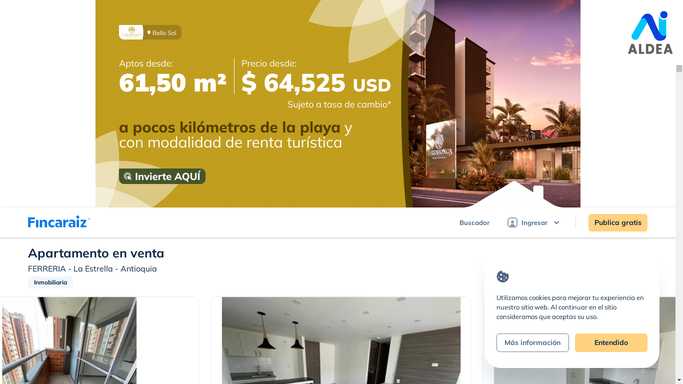 Bello Sol
Aptos desde:
61,50 m²
Precio desde:
$ 64,525 USD
Sujeto a tasa de cambio*
a pocos kilómetros de la playa y
con modalidad de renta turística
Invierte AQUÍ
ALDEA
Fincaraiz
Buscador
Ingresar
Publica gratis
Apartamento en venta
FERRERIA - La Estrella - Antioquia
Inmobiliaria
Utilizamos cookies para mejorar tu experiencia en
nuestro sitio web. Al continuar en el sitio
consideramos que aceptas su uso.
Más información
Entendido